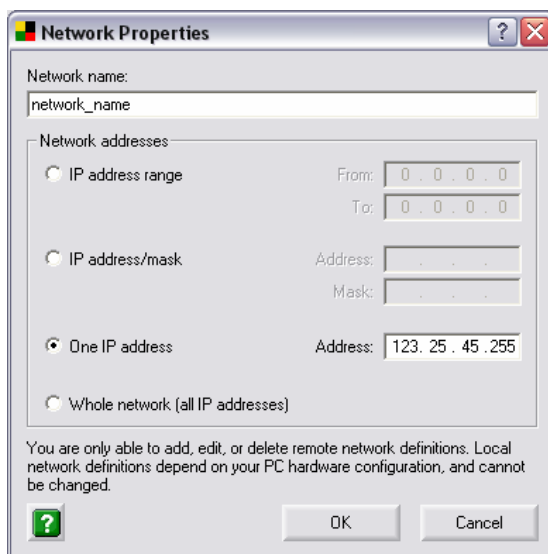 Network Properties
Network name:
network_name
Network addresses
IP address range From: 0 . 0 . 0 . 0
To: 0 . 0 . 0 . 0
IP address/mask Address: . . .
Mask: . . .
One IP address Address: 123. 25 . 45 .255
Whole network (all IP addresses)
You are only able to add, edit, or delete remote network definitions. Local
network definitions depend on your PC hardware configuration, and cannot
be changed.
? OK Cancel